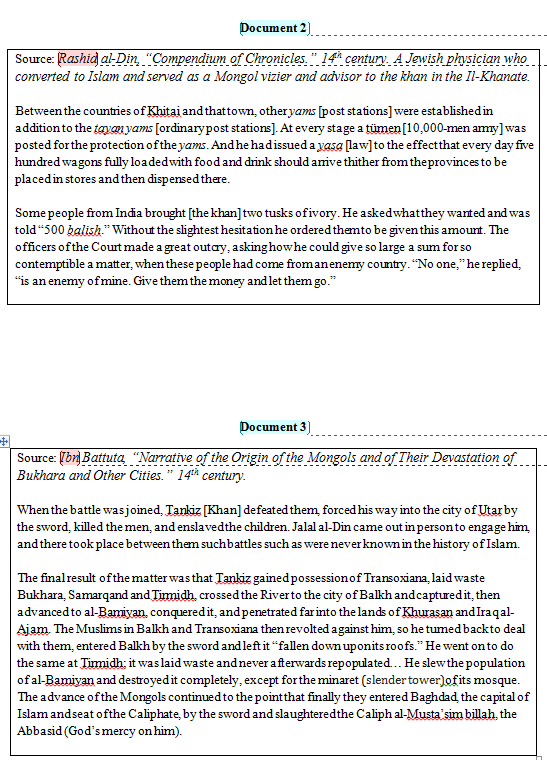 Document 2
Source: Rashid al-Din, “Compendium of Chronicles.” 14th century. A Jewish physician who
converted to Islam and served as a Mongol vizier and advisor to the khan in the Il-Khanate.
Between the countries of Khitai and that town, other yams [post stations] were established in
addition to the tayan yams [ordinary post stations]. At every stage a tümen [10,000-men army] was
posted for the protection of the yams. And he had issued a yasa [law] to the effect that every day five
hundred wagons fully loaded with food and drink should arrive thither from the provinces to be
placed in stores and then dispensed there.
Some people from India brought [the khan] two tusks of ivory. He asked what they wanted and was
told “500 balish.” Without the slightest hesitation he ordered them to be given this amount. The
officers of the Court made a great outcry, asking how he could give so large a sum for so
contemptible a matter, when these people had come from an enemy country. “No one,” he replied,
“is an enemy of mine. Give them the money and let them go.”
Document 3
Source: Ibn Battuta, “Narrative of the Origin of the Mongols and of Their Devastation of
Bukhara and Other Cities.” 14th century.
When the battle was joined, Tankiz [Khan] defeated them, forced his way into the city of Utar by
the sword, killed the men, and enslaved the children. Jalal al-Din came out in person to engage him,
and there took place between them such battles such as were never known in the history of Islam.
The final result of the matter was that Tankiz gained possession of Transoxiana, laid waste
Bukhara, Samarqand and Tirmidh, crossed the River to the city of Balkh and captured it, then
advanced to al-Bamiyan, conquered it, and penetrated far into the lands of Khurasan and Iraq al-
Ajam. The Muslims in Balkh and Transoxiana then revolted against him, so he turned back to deal
with them, entered Balkh by the sword and left it “fallen down upon its roofs.” He went on to do
the same at Tirmidh; it was laid waste and never afterwards repopulated… He slew the population
of al-Bamiyan and destroyed it completely, except for the minaret (slender tower)of its mosque.
The advance of the Mongols continued to the point that finally they entered Baghdad, the capital of
Islam and seat of the Caliphate, by the sword and slaughtered the Caliph al-Musta’sim billah, the
Abbasid (God’s mercy on him).